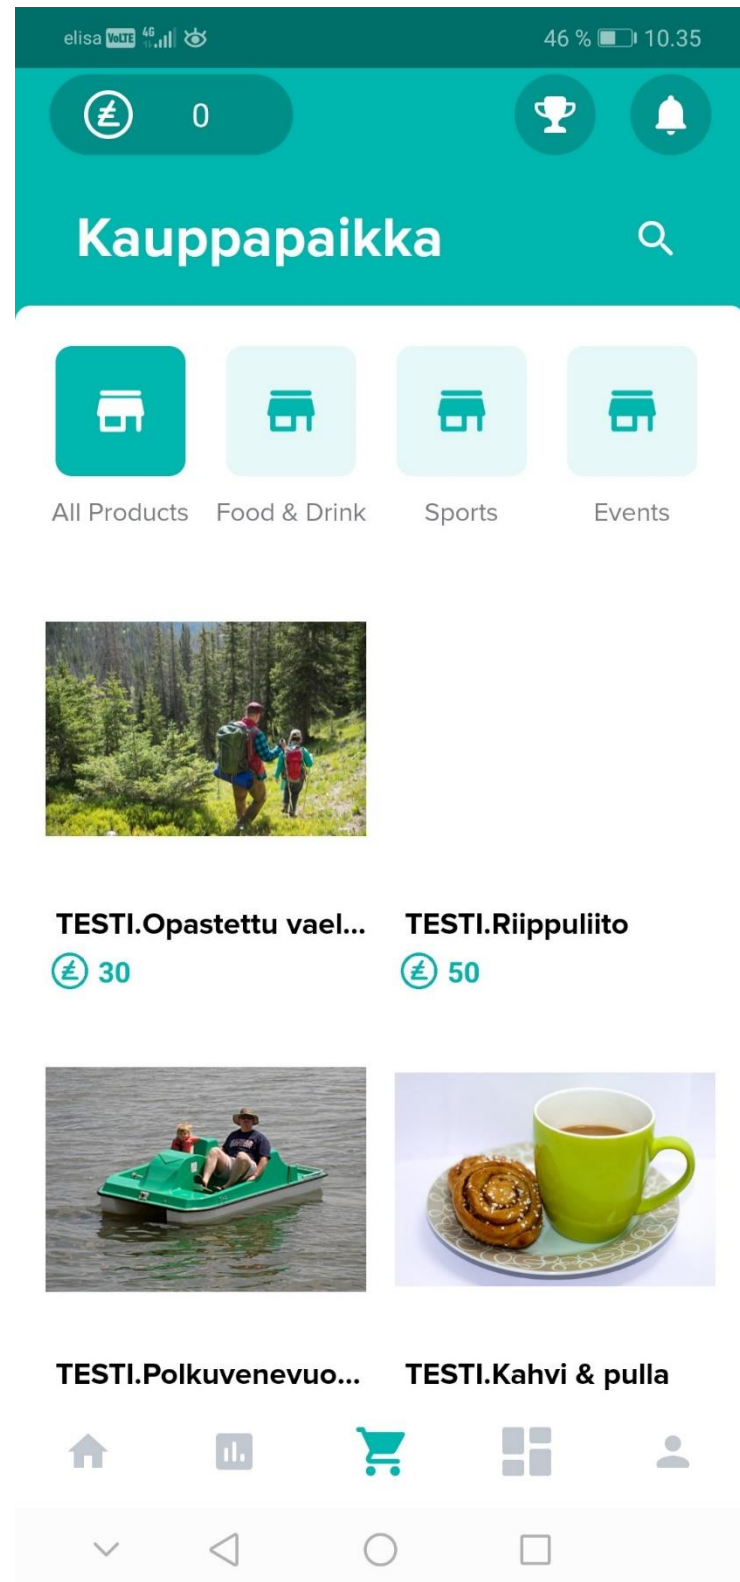 elisa VoLTE 4G 46 % 10.35
0
Kauppapaikka
All Products Food & Drink Sports Events
TESTI.Opastettu vael... TESTI.Riippuliito
30 50
TESTI.Polkuvenevuo... TESTI.Kahvi & pulla